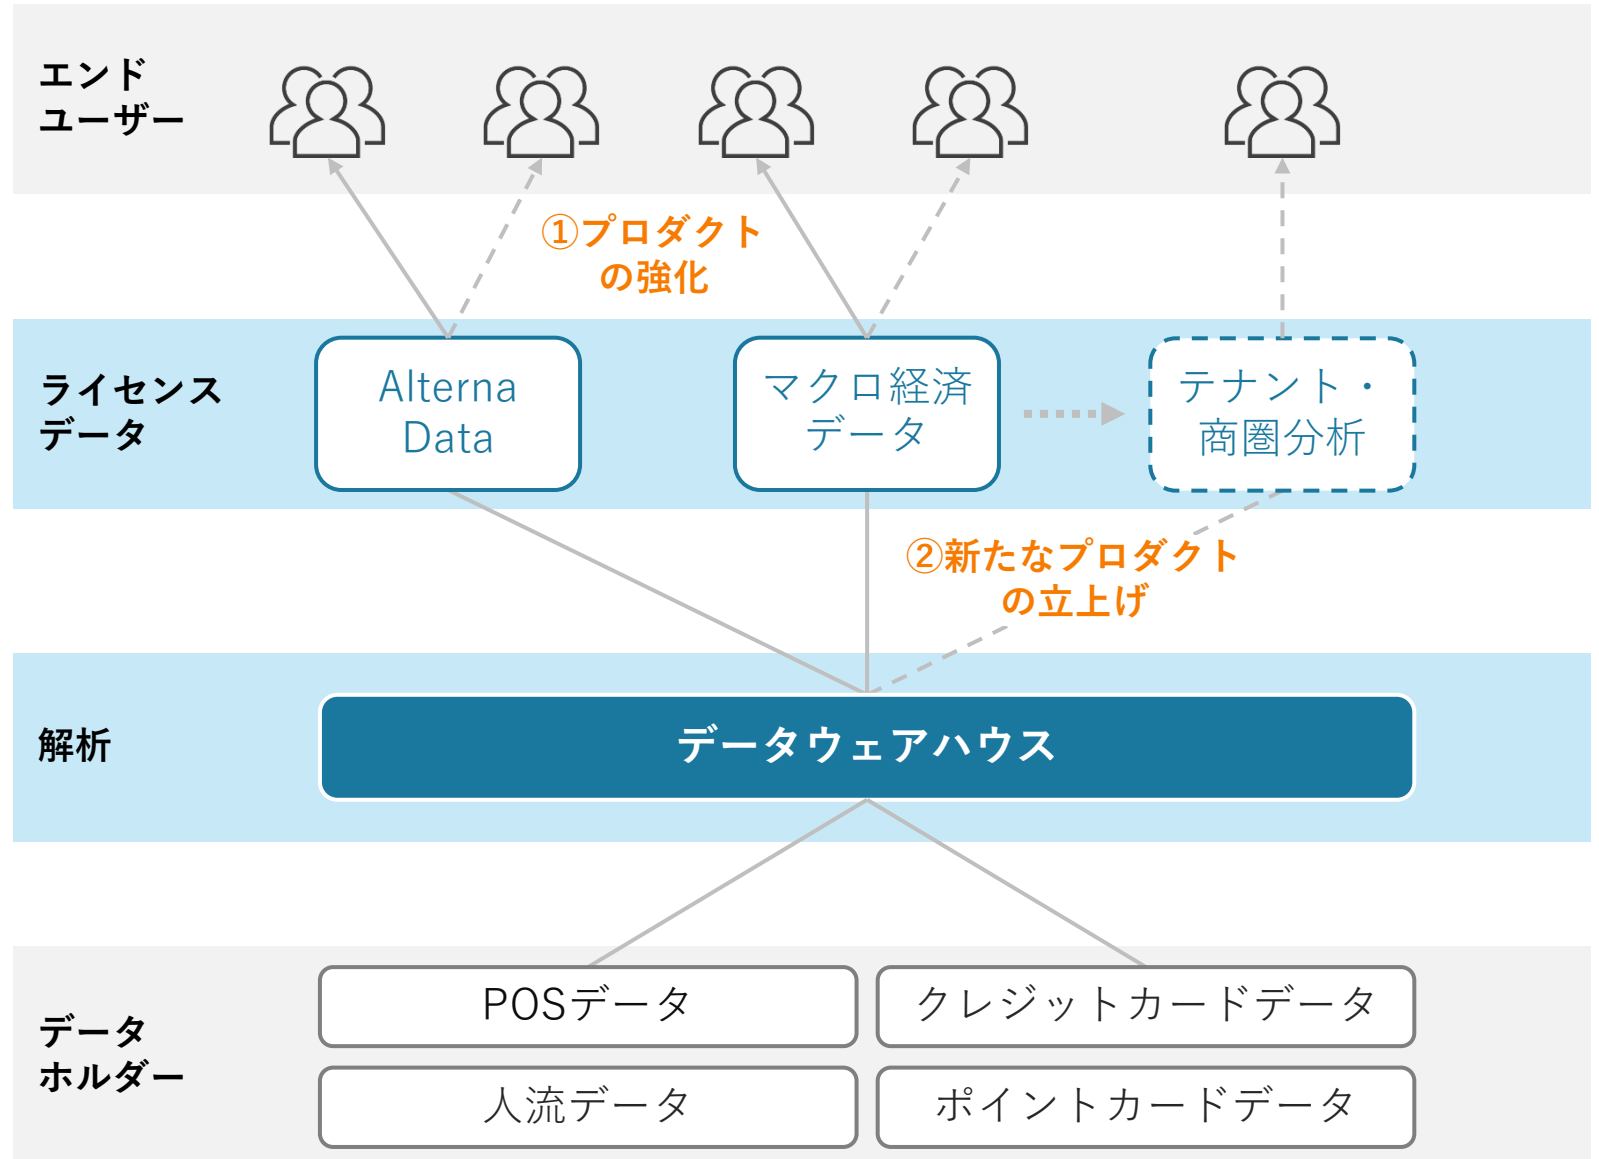 エンド
ユーザー
①プロダクト
の強化
ライセンス
データ
Alterna
Data
マクロ経済
データ
テナント・
商圏分析
②新たなプロダクト
の立上げ
解析
データウェアハウス
データ
ホルダー
POSデータ
クレジットカードデータ
人流データ
ポイントカードデータ